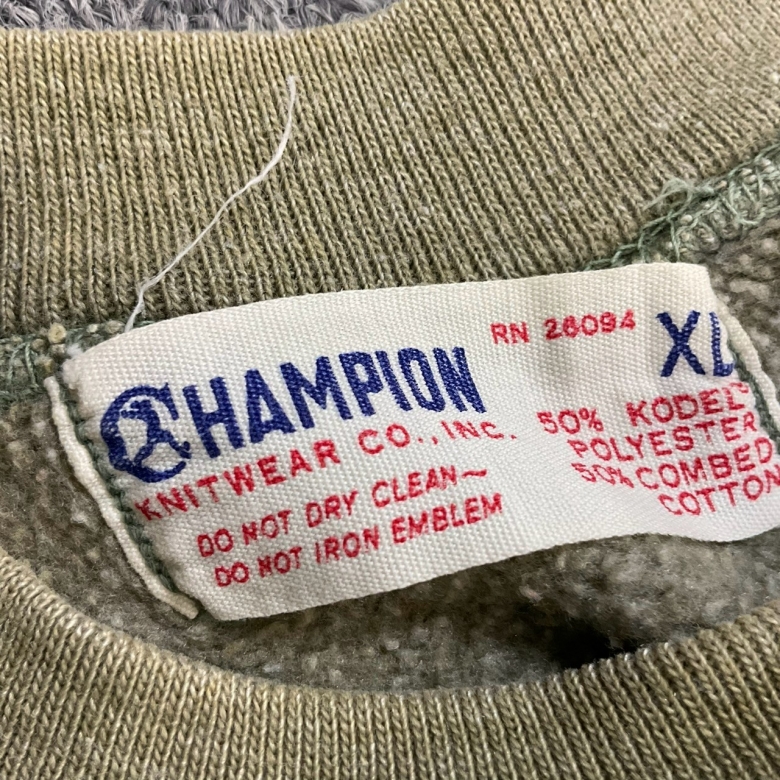 RN 26094 XL
CHAMPION
KNITWEAR CO., INC.
DO NOT DRY CLEAN~
DO NOT IRON EMBLEM
50% KODEL
POLYESTER
50% COMBED
COTTON